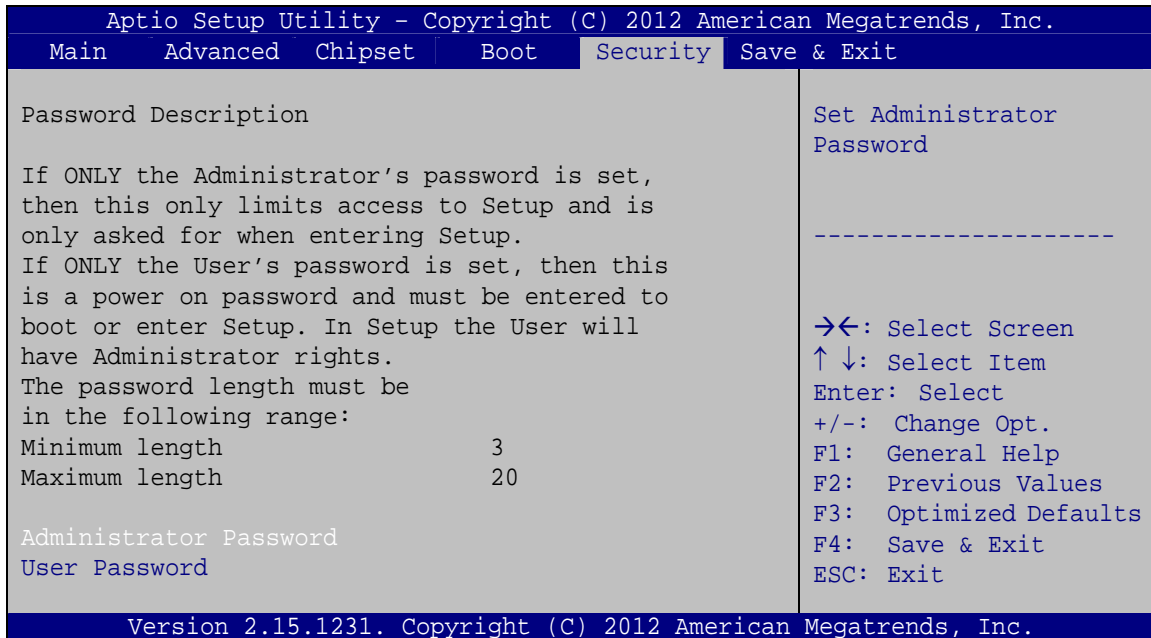 Aptio Setup Utility – Copyright (C) 2012 American Megatrends, Inc.
Main Advanced Chipset Boot Security Save & Exit
Password Description
If ONLY the Administrator’s password is set,
then this only limits access to Setup and is
only asked for when entering Setup.
If ONLY the User’s password is set, then this
is a power on password and must be entered to
boot or enter Setup. In Setup the User will
have Administrator rights.
The password length must be
in the following range:
Minimum length 3
Maximum length 20
Administrator Password
User Password
Set Administrator
Password
---------------------
→←: Select Screen
↑ ↓: Select Item
Enter: Select
+/-: Change Opt.
F1: General Help
F2: Previous Values
F3: Optimized Defaults
F4: Save & Exit
ESC: Exit
Version 2.15.1231. Copyright (C) 2012 American Megatrends, Inc.